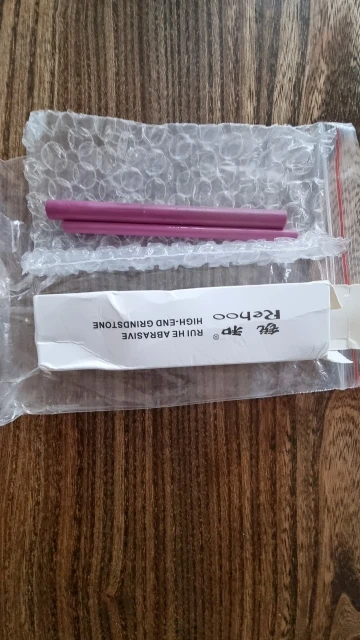 锐和®
Rehoo
RUI HE ABRASIVE
HIGH-END GRINDSTONE